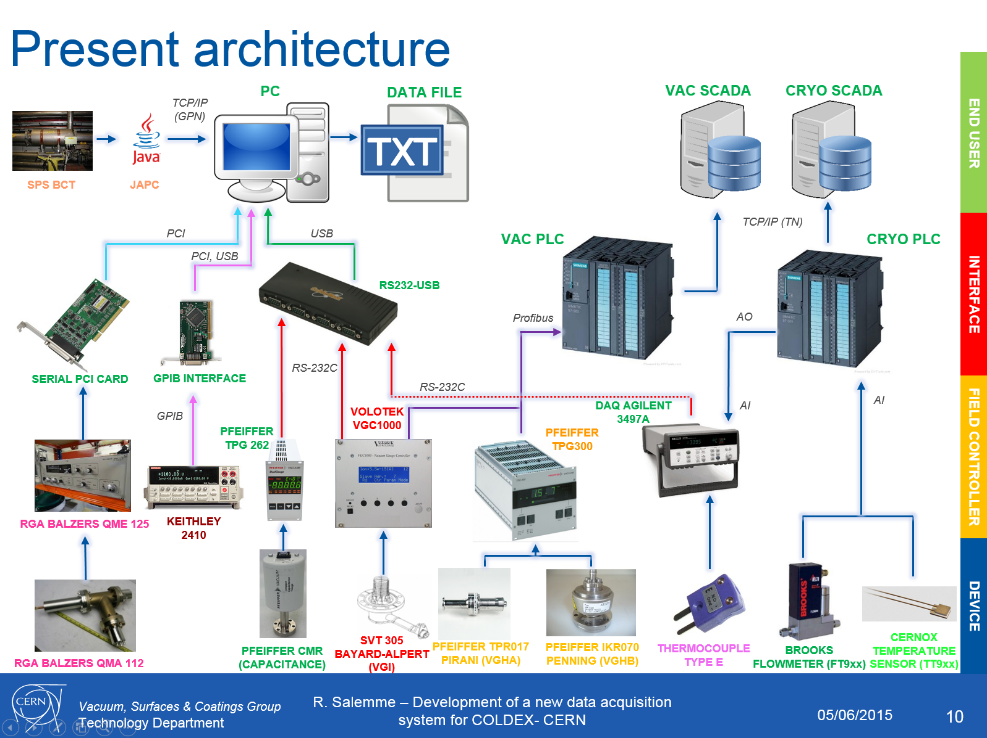 Present architecture
PC
DATA FILE
VAC SCADA
CRYO SCADA
TCP/IP
(GPN)
Java
TXT
SPS BCT
JAPC
END USER
TCP/IP (TN)
PCI
USB
PCI, USB
VAC PLC
CRYO PLC
RS232-USB
INTERFACE
Profibus
AO
SERIAL PCI CARD
GPIB INTERFACE
RS-232C
RS-232C
GPIB
VOLOTEK
VGC1000
DAQ AGILENT
3497A
AI
AI
PFEIFFER
TPG 262
PFEIFFER
TPG300
FIELD CONTROLLER
RGA BALZERS QME 125
KEITHLEY
2410
DEVICE
BROOKS
RGA BALZERS QMA 112
PFEIFFER CMR
(CAPACITANCE)
SVT 305
BAYARD-ALPERT
(VGI)
PFEIFFER TPR017
PIRANI (VGHA)
PFEIFFER IKR070
PENNING (VGHB)
THERMOCOUPLE
TYPE E
BROOKS
FLOWMETER (FT9xx)
CERNOX
TEMPERATURE
SENSOR (TT9xx)
CERN
Vacuum, Surfaces & Coatings Group
Technology Department
R. Salemme – Development of a new data acquisition
system for COLDEX- CERN
05/06/2015
10